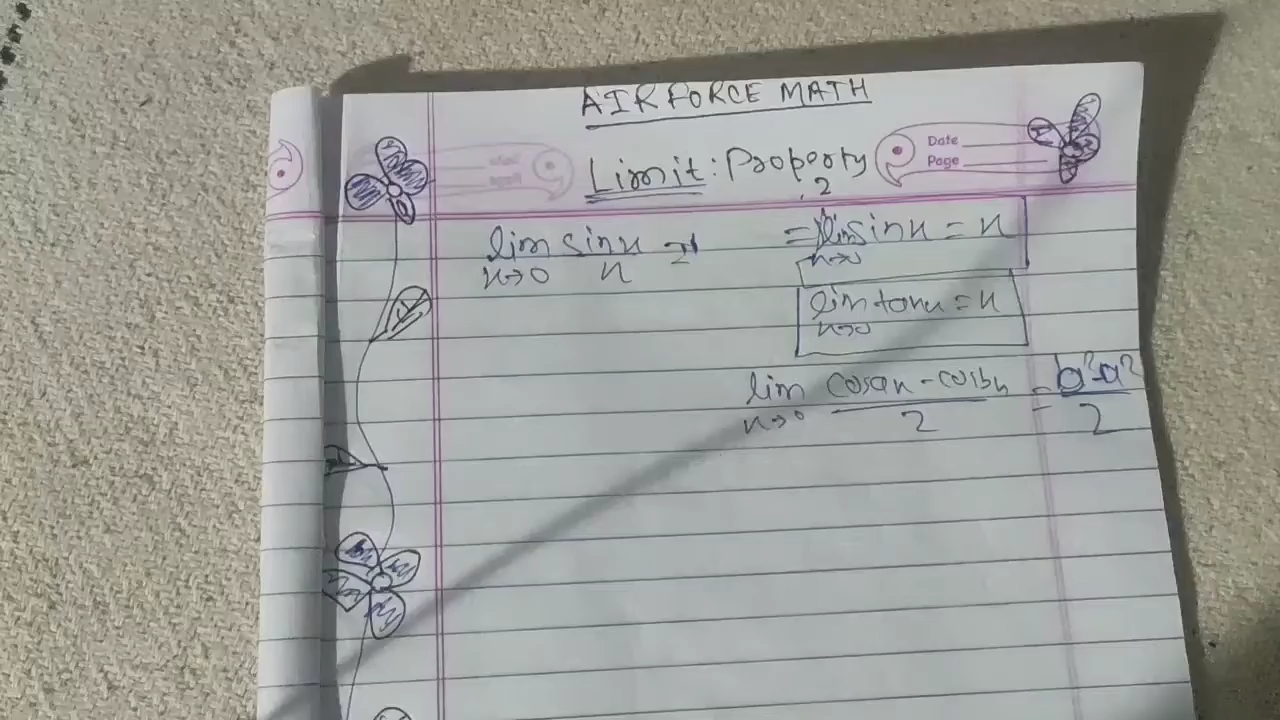 AIRFORCE MATH
Date
Page
Limit: Property
2
lim sinx = 1
x→0 x
= lim sinx = x
x→0
lim tanx = x
x→0
lim cosax - cosbx = b²-a²
x→0 2 2